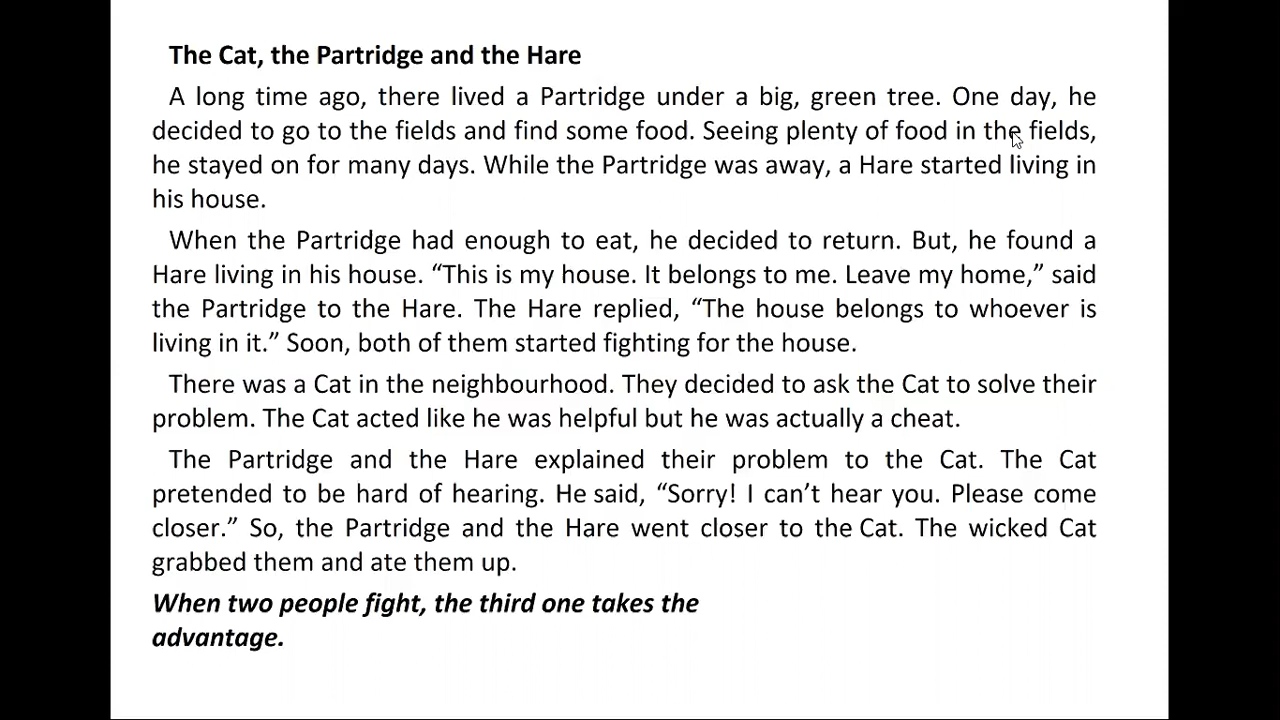 The Cat, the Partridge and the Hare
A long time ago, there lived a Partridge under a big, green tree. One day, he
decided to go to the fields and find some food. Seeing plenty of food in the fields,
he stayed on for many days. While the Partridge was away, a Hare started living in
his house.
When the Partridge had enough to eat, he decided to return. But, he found a
Hare living in his house. “This is my house. It belongs to me. Leave my home,” said
the Partridge to the Hare. The Hare replied, “The house belongs to whoever is
living in it.” Soon, both of them started fighting for the house.
There was a Cat in the neighbourhood. They decided to ask the Cat to solve their
problem. The Cat acted like he was helpful but he was actually a cheat.
The Partridge and the Hare explained their problem to the Cat. The Cat
pretended to be hard of hearing. He said, “Sorry! I can’t hear you. Please come
closer.” So, the Partridge and the Hare went closer to the Cat. The wicked Cat
grabbed them and ate them up.
When two people fight, the third one takes the
advantage.